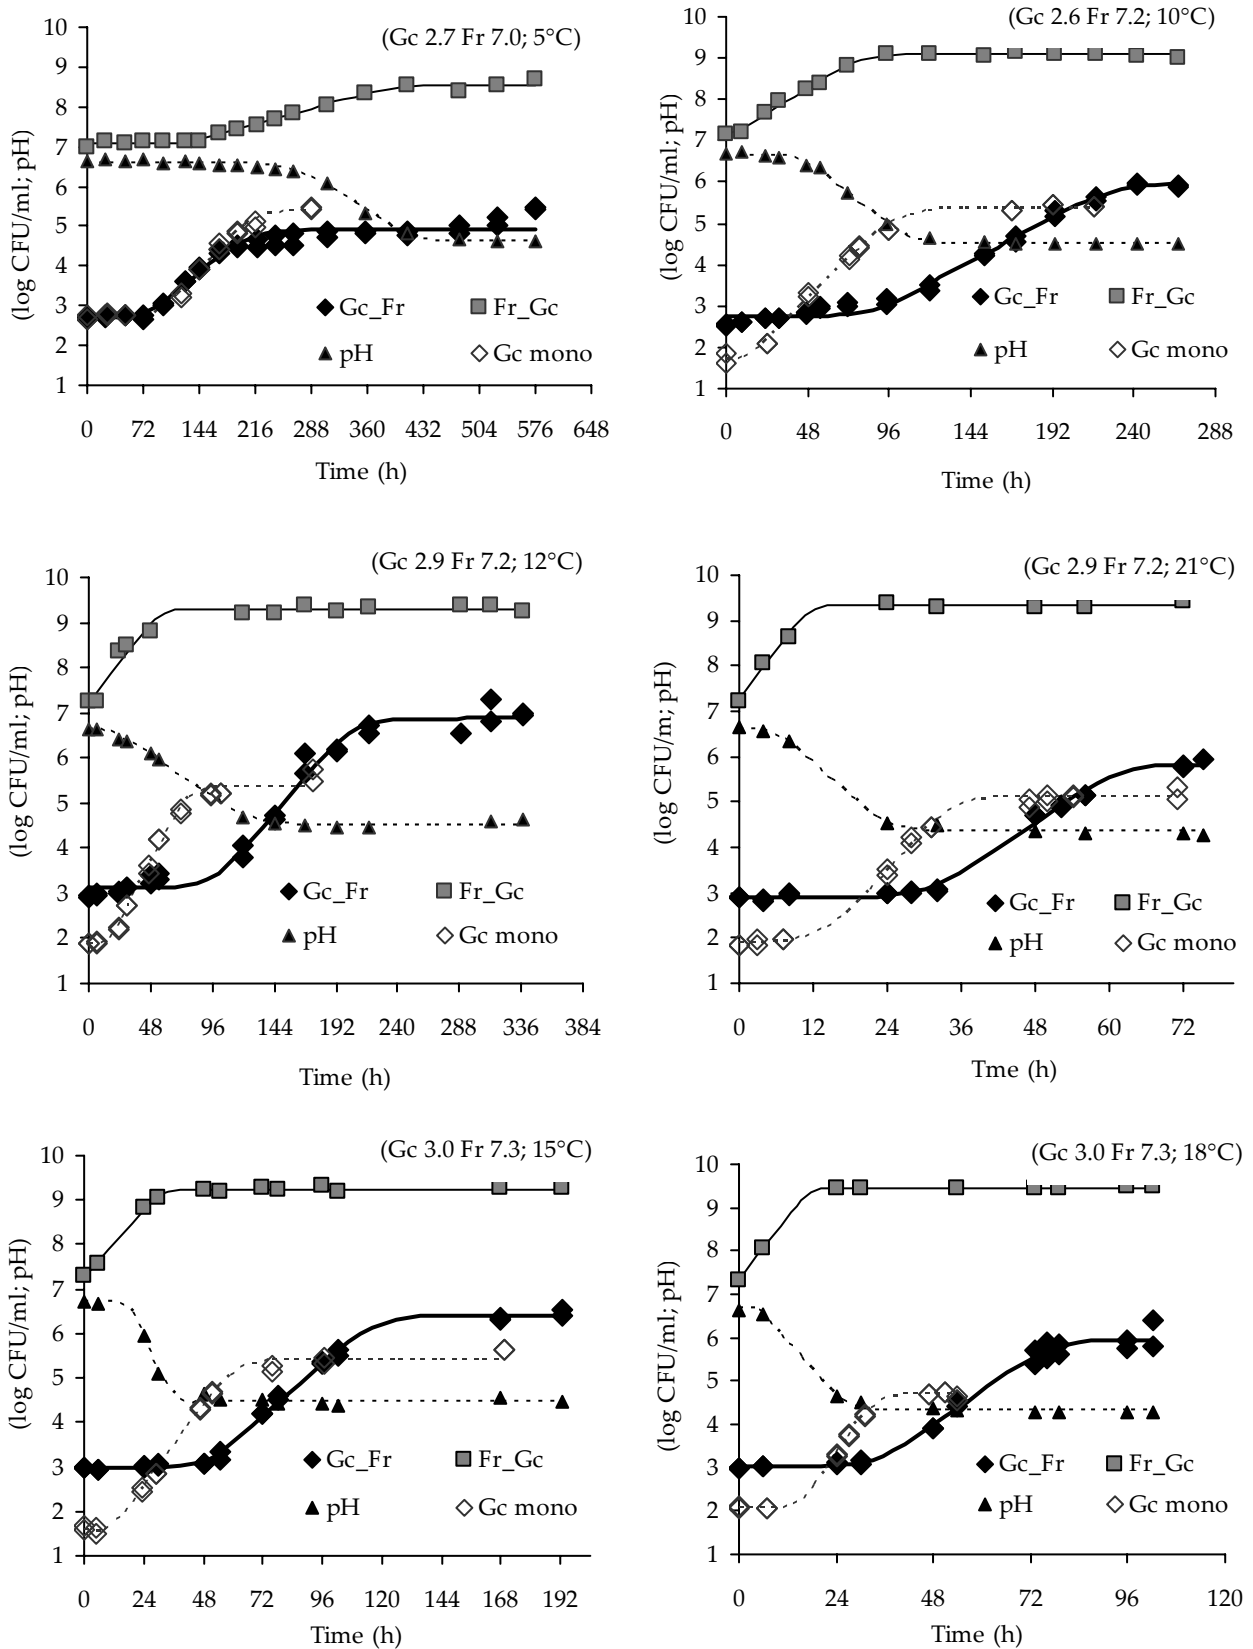 (Gc 2.7 Fr 7.0; 5°C)
10
9
8
7
6
5
4
3
2
1
(log CFU/ml; pH)
Gc_Fr Fr_Gc
pH Gc mono
0 72 144 216 288 360 432 504 576 648
Time (h)
(Gc 2.6 Fr 7.2; 10°C)
10
9
8
7
6
5
4
3
2
1
(log CFU/ml; pH)
Gc_Fr Fr_Gc
pH Gc mono
0 48 96 144 192 240 288
Time (h)
(Gc 2.9 Fr 7.2; 12°C)
10
9
8
7
6
5
4
3
2
1
(log CFU/ml; pH)
Gc_Fr Fr_Gc
pH Gc mono
0 48 96 144 192 240 288 336 384
Time (h)
(Gc 2.9 Fr 7.2; 21°C)
10
9
8
7
6
5
4
3
2
1
(log CFU/m; pH)
Gc_Fr Fr_Gc
pH Gc mono
0 12 24 36 48 60 72
Tme (h)
(Gc 3.0 Fr 7.3; 15°C)
10
9
8
7
6
5
4
3
2
1
(log CFU/ml; pH)
Gc_Fr Fr_Gc
pH Gc mono
0 24 48 72 96 120 144 168 192
Time (h)
(Gc 3.0 Fr 7.3; 18°C)
10
9
8
7
6
5
4
3
2
1
(log CFU/ml; pH)
Gc_Fr Fr_Gc
pH Gc mono
0 24 48 72 96 120
Time (h)